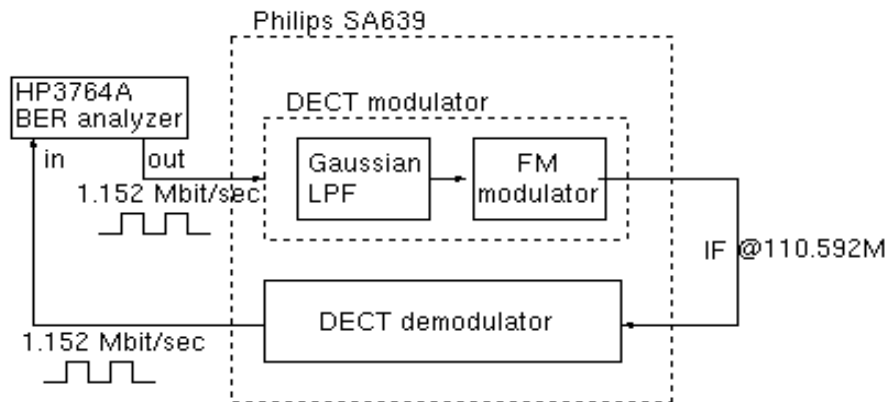 Philips SA639
HP3764A
BER analyzer
DECT modulator
in
out
Gaussian
LPF
FM
modulator
1.152 Mbit/sec
IF @110.592M
DECT demodulator
1.152 Mbit/sec